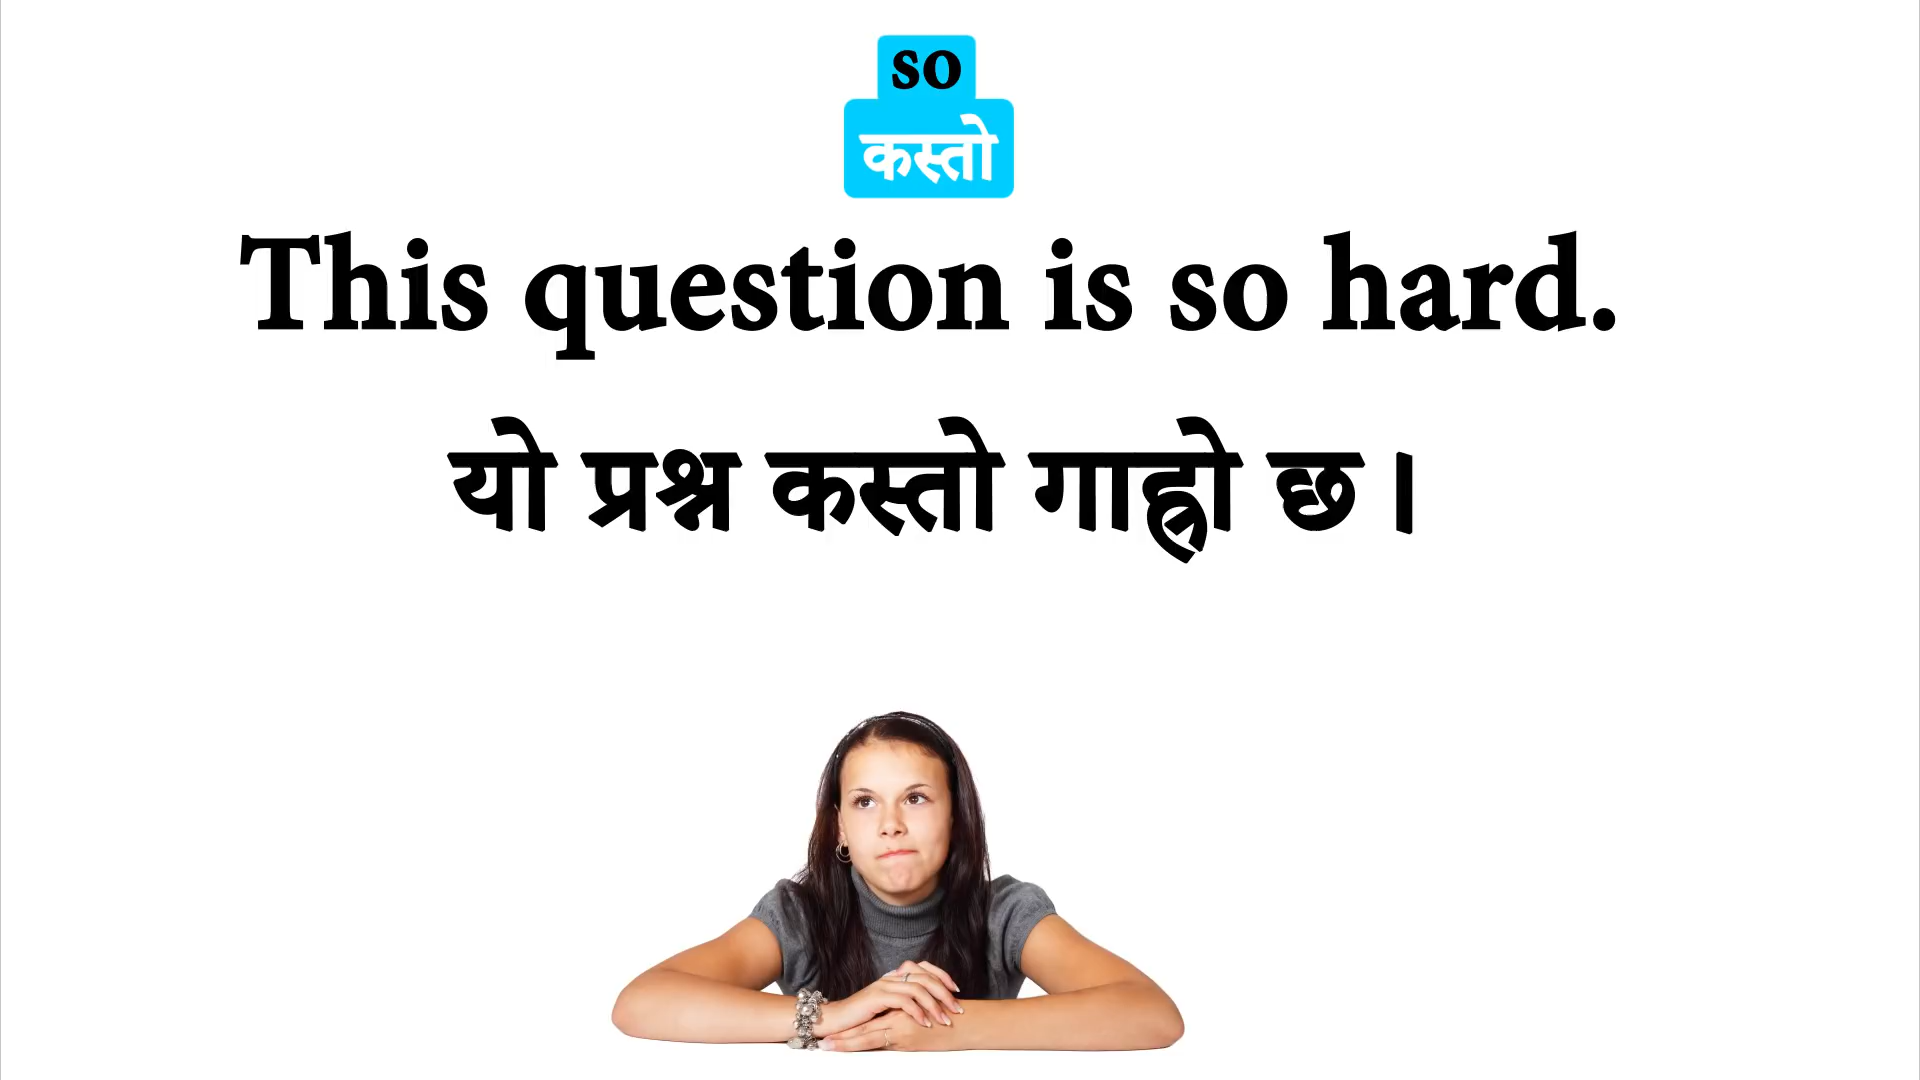 so
कस्तो
This question is so hard.
यो प्रश्न कस्तो गाह्रो छ।